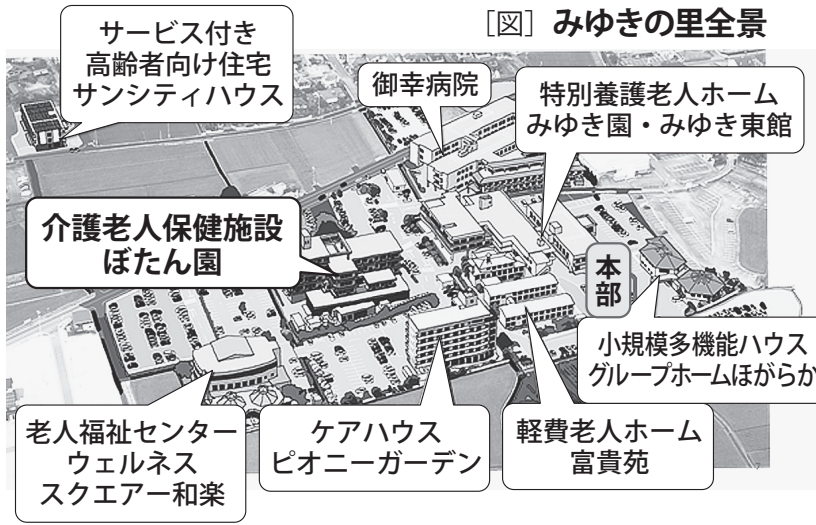 ［図］ みゆきの里全景
サービス付き
高齢者向け住宅
サンシティハウス
御幸病院
特別養護老人ホーム
みゆき園・みゆき東館
介護老人保健施設
ぼたん園
本部
小規模多機能ハウス
グループホームほがらか
老人福祉センター
ウェルネス
スクエアー和楽
ケアハウス
ピオニーガーデン
軽費老人ホーム
富貴苑
7